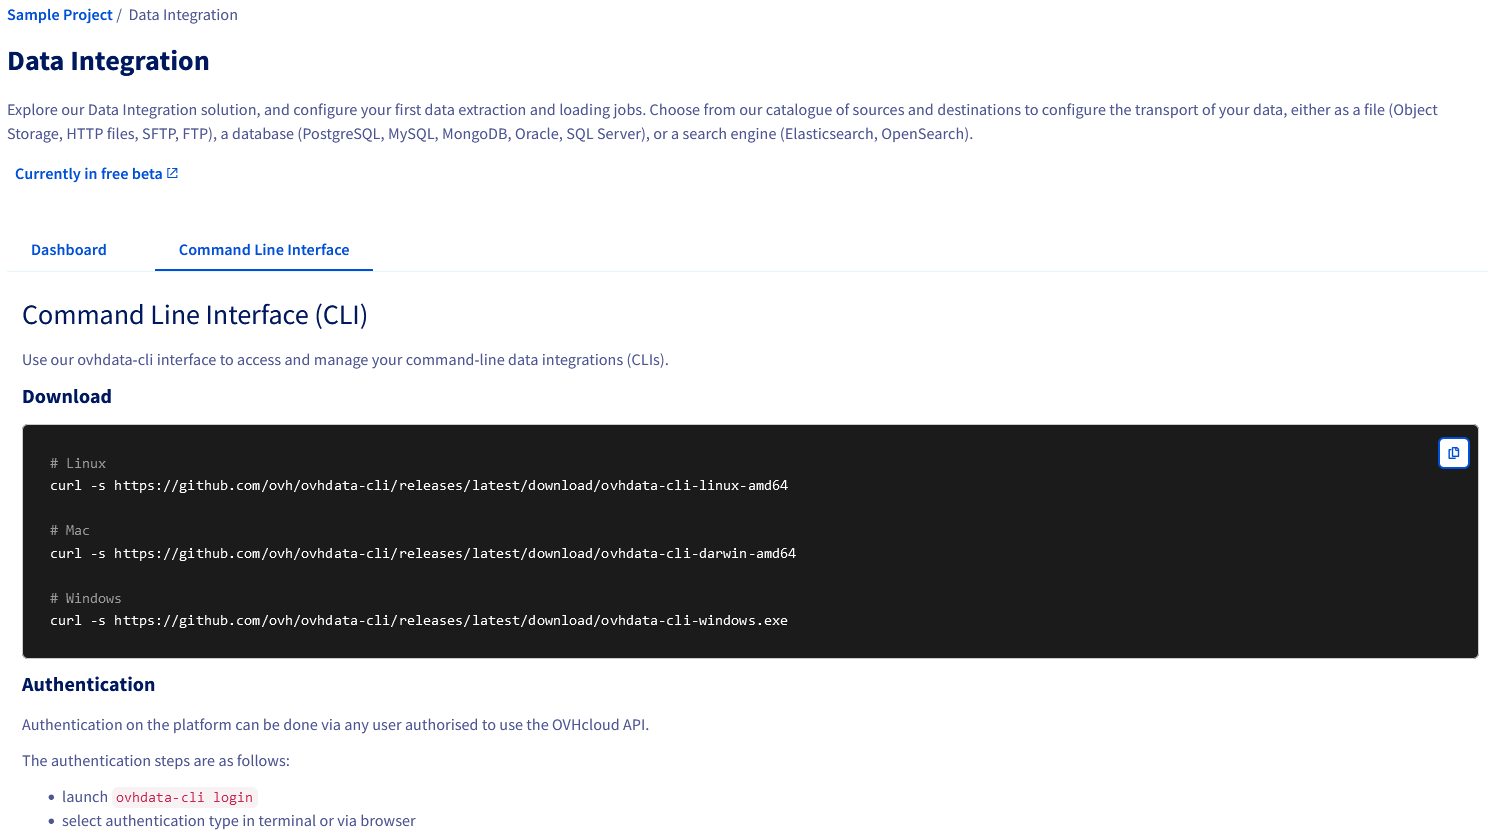 Sample Project / Data Integration
Data Integration
Explore our Data Integration solution, and configure your first data extraction and loading jobs. Choose from our catalogue of sources and destinations to configure the transport of your data, either as a file (Object
Storage, HTTP files, SFTP, FTP), a database (PostgreSQL, MySQL, MongoDB, Oracle, SQL Server), or a search engine (Elasticsearch, OpenSearch).
Currently in free beta
Dashboard Command Line Interface
Command Line Interface (CLI)
Use our ovhdata-cli interface to access and manage your command-line data integrations (CLIs).
Download
# Linux
curl -s https://github.com/ovh/ovhdata-cli/releases/latest/download/ovhdata-cli-linux-amd64
# Mac
curl -s https://github.com/ovh/ovhdata-cli/releases/latest/download/ovhdata-cli-darwin-amd64
# Windows
curl -s https://github.com/ovh/ovhdata-cli/releases/latest/download/ovhdata-cli-windows.exe
Authentication
Authentication on the platform can be done via any user authorised to use the OVHcloud API.
The authentication steps are as follows:
• launch ovhdata-cli login
• select authentication type in terminal or via browser